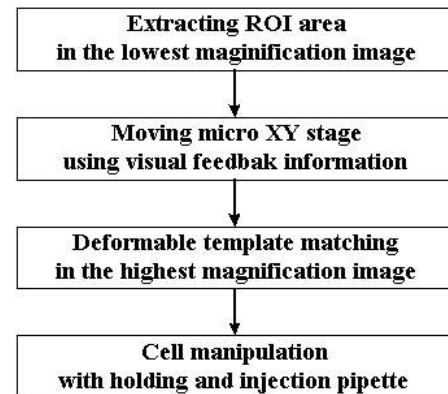 Extracting ROI area
in the lowest maginification image
Moving micro XY stage
using visual feedbak information
Deformable template matching
in the highest magnification image
Cell manipulation
with holding and injection pipette